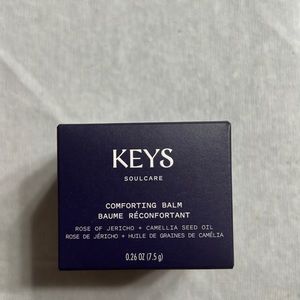 KEYS
SOULCARE
COMFORTING BALM
BAUME RÉCONFORTANT
ROSE OF JERICHO + CAMELLIA SEED OIL
ROSE DE JÉRICHO + HUILE DE GRAINES DE CAMÉLIA
0.26 OZ (7.5 g)